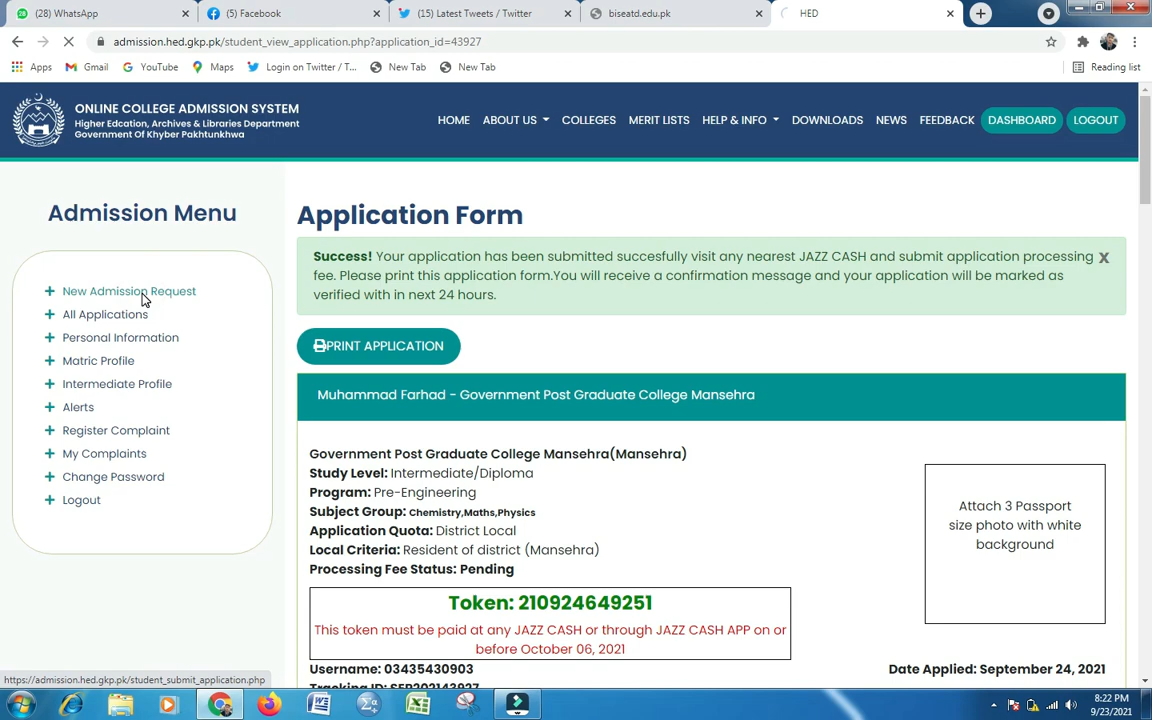 (28) WhatsApp
(5) Facebook
(15) Latest Tweets / Twitter
biseatd.edu.pk
HED
admission.hed.gkp.pk/student_view_application.php?application_id=43927
Apps
Gmail
YouTube
Maps
Login on Twitter / T...
New Tab
New Tab
Reading list
ONLINE COLLEGE ADMISSION SYSTEM
Higher Edcation, Archives & Libraries Department
Government Of Khyber Pakhtunkhwa
HOME
ABOUT US
COLLEGES
MERIT LISTS
HELP & INFO
DOWNLOADS
NEWS
FEEDBACK
DASHBOARD
LOGOUT
Admission Menu
New Admission Request
All Applications
Personal Information
Matric Profile
Intermediate Profile
Alerts
Register Complaint
My Complaints
Change Password
Logout
Application Form
Success! Your application has been submitted succesfully visit any nearest JAZZ CASH and submit application processing
fee. Please print this application form.You will receive a confirmation message and your application will be marked as
verified with in next 24 hours.
X
PRINT APPLICATION
Muhammad Farhad - Government Post Graduate College Mansehra
Government Post Graduate College Mansehra(Mansehra)
Study Level: Intermediate/Diploma
Program: Pre-Engineering
Subject Group: Chemistry,Maths,Physics
Application Quota: District Local
Local Criteria: Resident of district (Mansehra)
Processing Fee Status: Pending
Attach 3 Passport
size photo with white
background
Token: 210924649251
This token must be paid at any JAZZ CASH or through JAZZ CASH APP on or
before October 06, 2021
Username: 03435430903
Date Applied: September 24, 2021
https://admission.hed.gkp.pk/student_submit_application.php
8:22 PM
9/23/2021